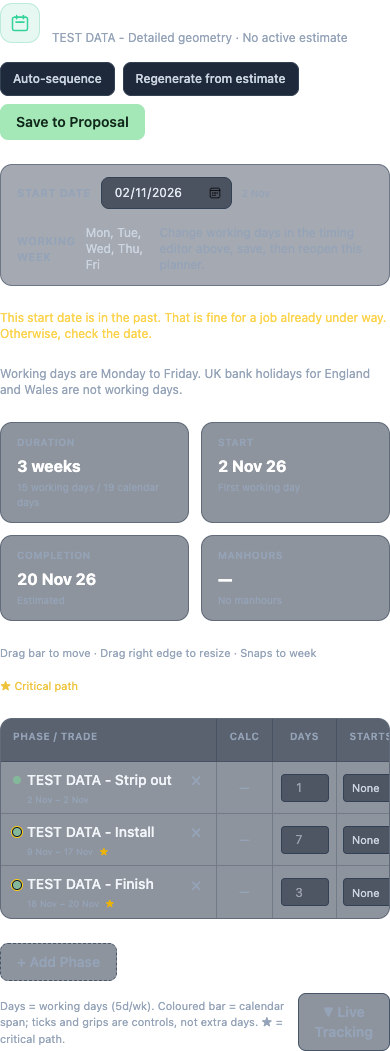 TEST DATA - Detailed geometry · No active estimate
Auto-sequence
Regenerate from estimate
Save to Proposal
START DATE
02/11/2026
2 Nov
WORKING WEEK
Mon, Tue,
Wed, Thu,
Fri
Change working days in the timing
editor above, save, then reopen this
planner.
This start date is in the past. That is fine for a job already under way.
Otherwise, check the date.
Working days are Monday to Friday. UK bank holidays for England
and Wales are not working days.
DURATION
3 weeks
15 working days / 19 calendar
days
START
2 Nov 26
First working day
COMPLETION
20 Nov 26
Estimated
MANHOURS
—
No manhours
Drag bar to move · Drag right edge to resize · Snaps to week
★ Critical path
PHASE / TRADE CALC DAYS STARTS
TEST DATA - Strip out × — 1 None
2 Nov – 2 Nov
TEST DATA - Install × — 7 None
9 Nov – 17 Nov ★
TEST DATA - Finish × — 3 None
18 Nov – 20 Nov ★
+ Add Phase
Days = working days (5d/wk). Coloured bar = calendar
span; ticks and grips are controls, not extra days. ★ =
critical path.
▼ Live
Tracking